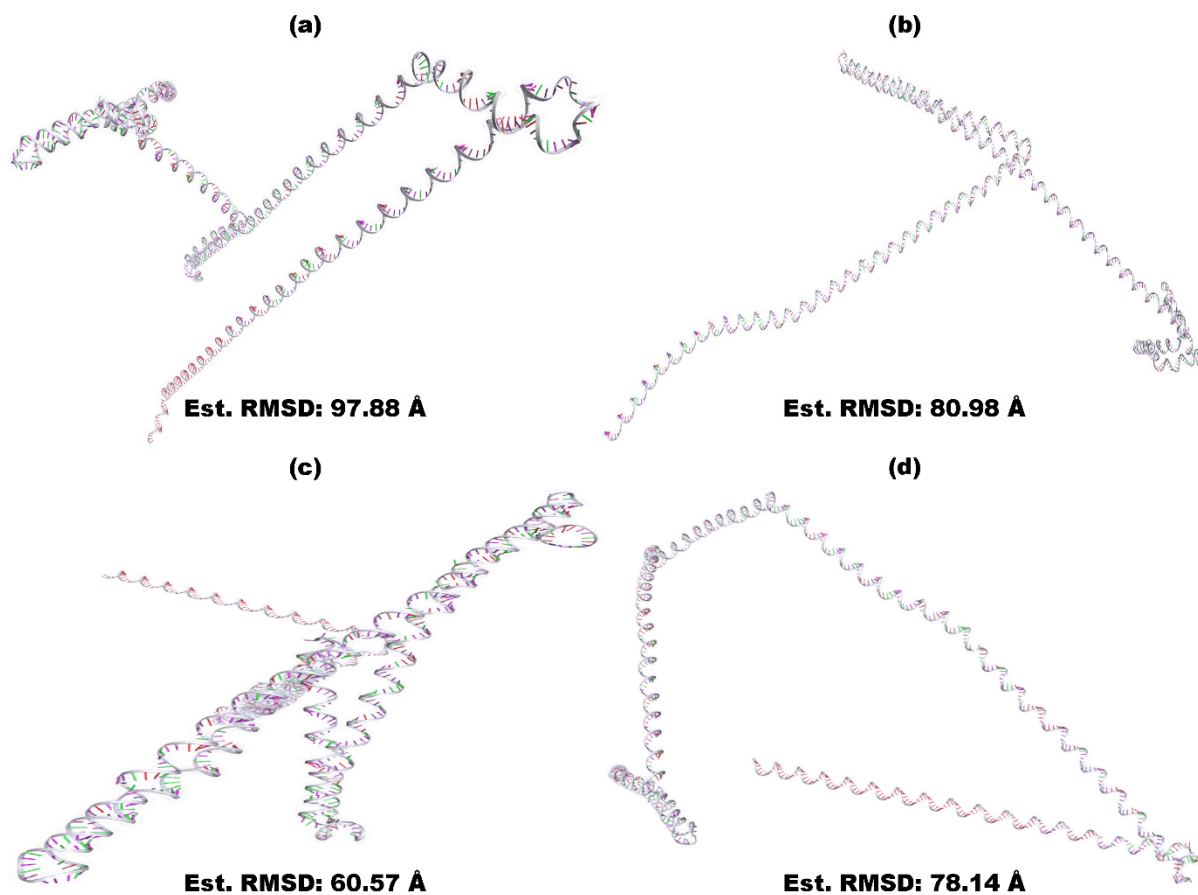 (a)
(b)
Est. RMSD: 97.88 Å
Est. RMSD: 80.98 Å
(c)
(d)
Est. RMSD: 60.57 Å
Est. RMSD: 78.14 Å